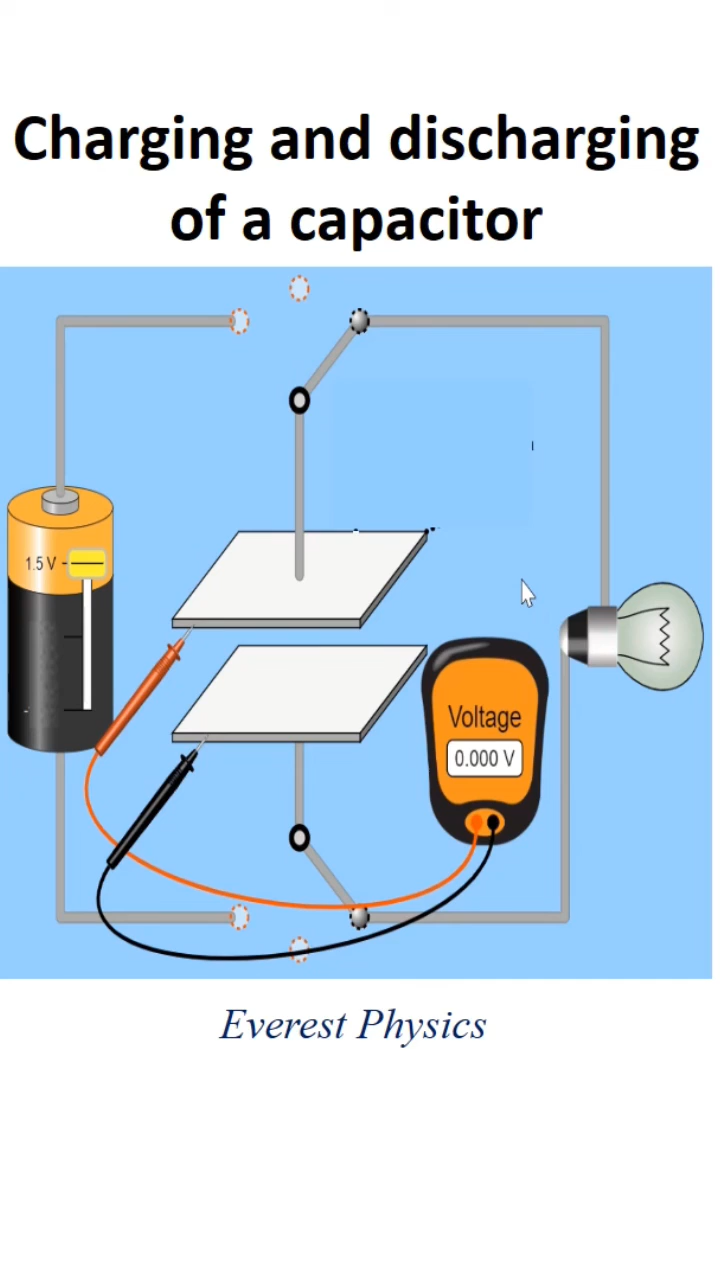 Charging and discharging
of a capacitor
1.5 V
Voltage
0.000 V
Everest Physics